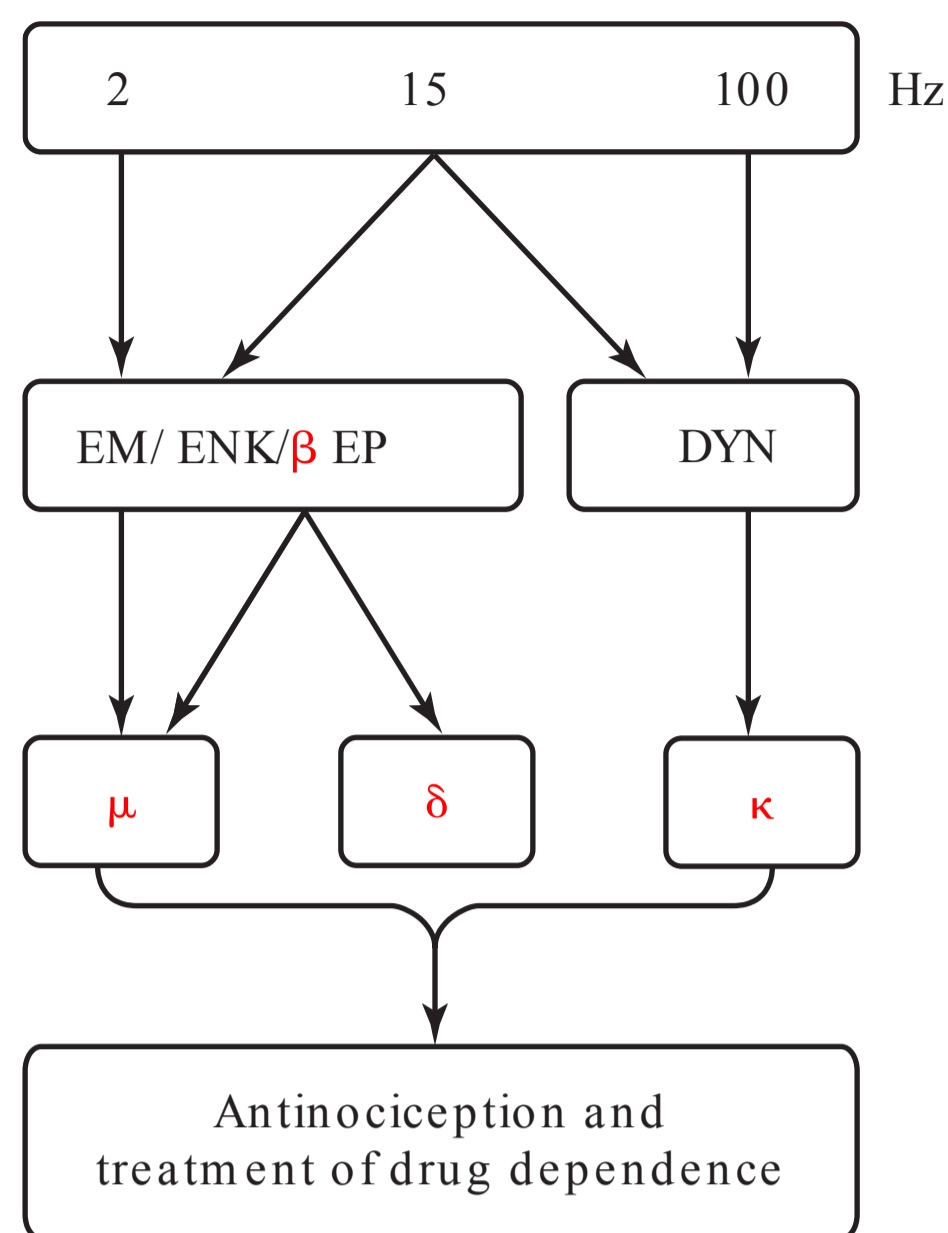 2 15 100 Hz
EM/ ENK/β EP DYN
μ δ κ
Antinociception and
treatment of drug dependence